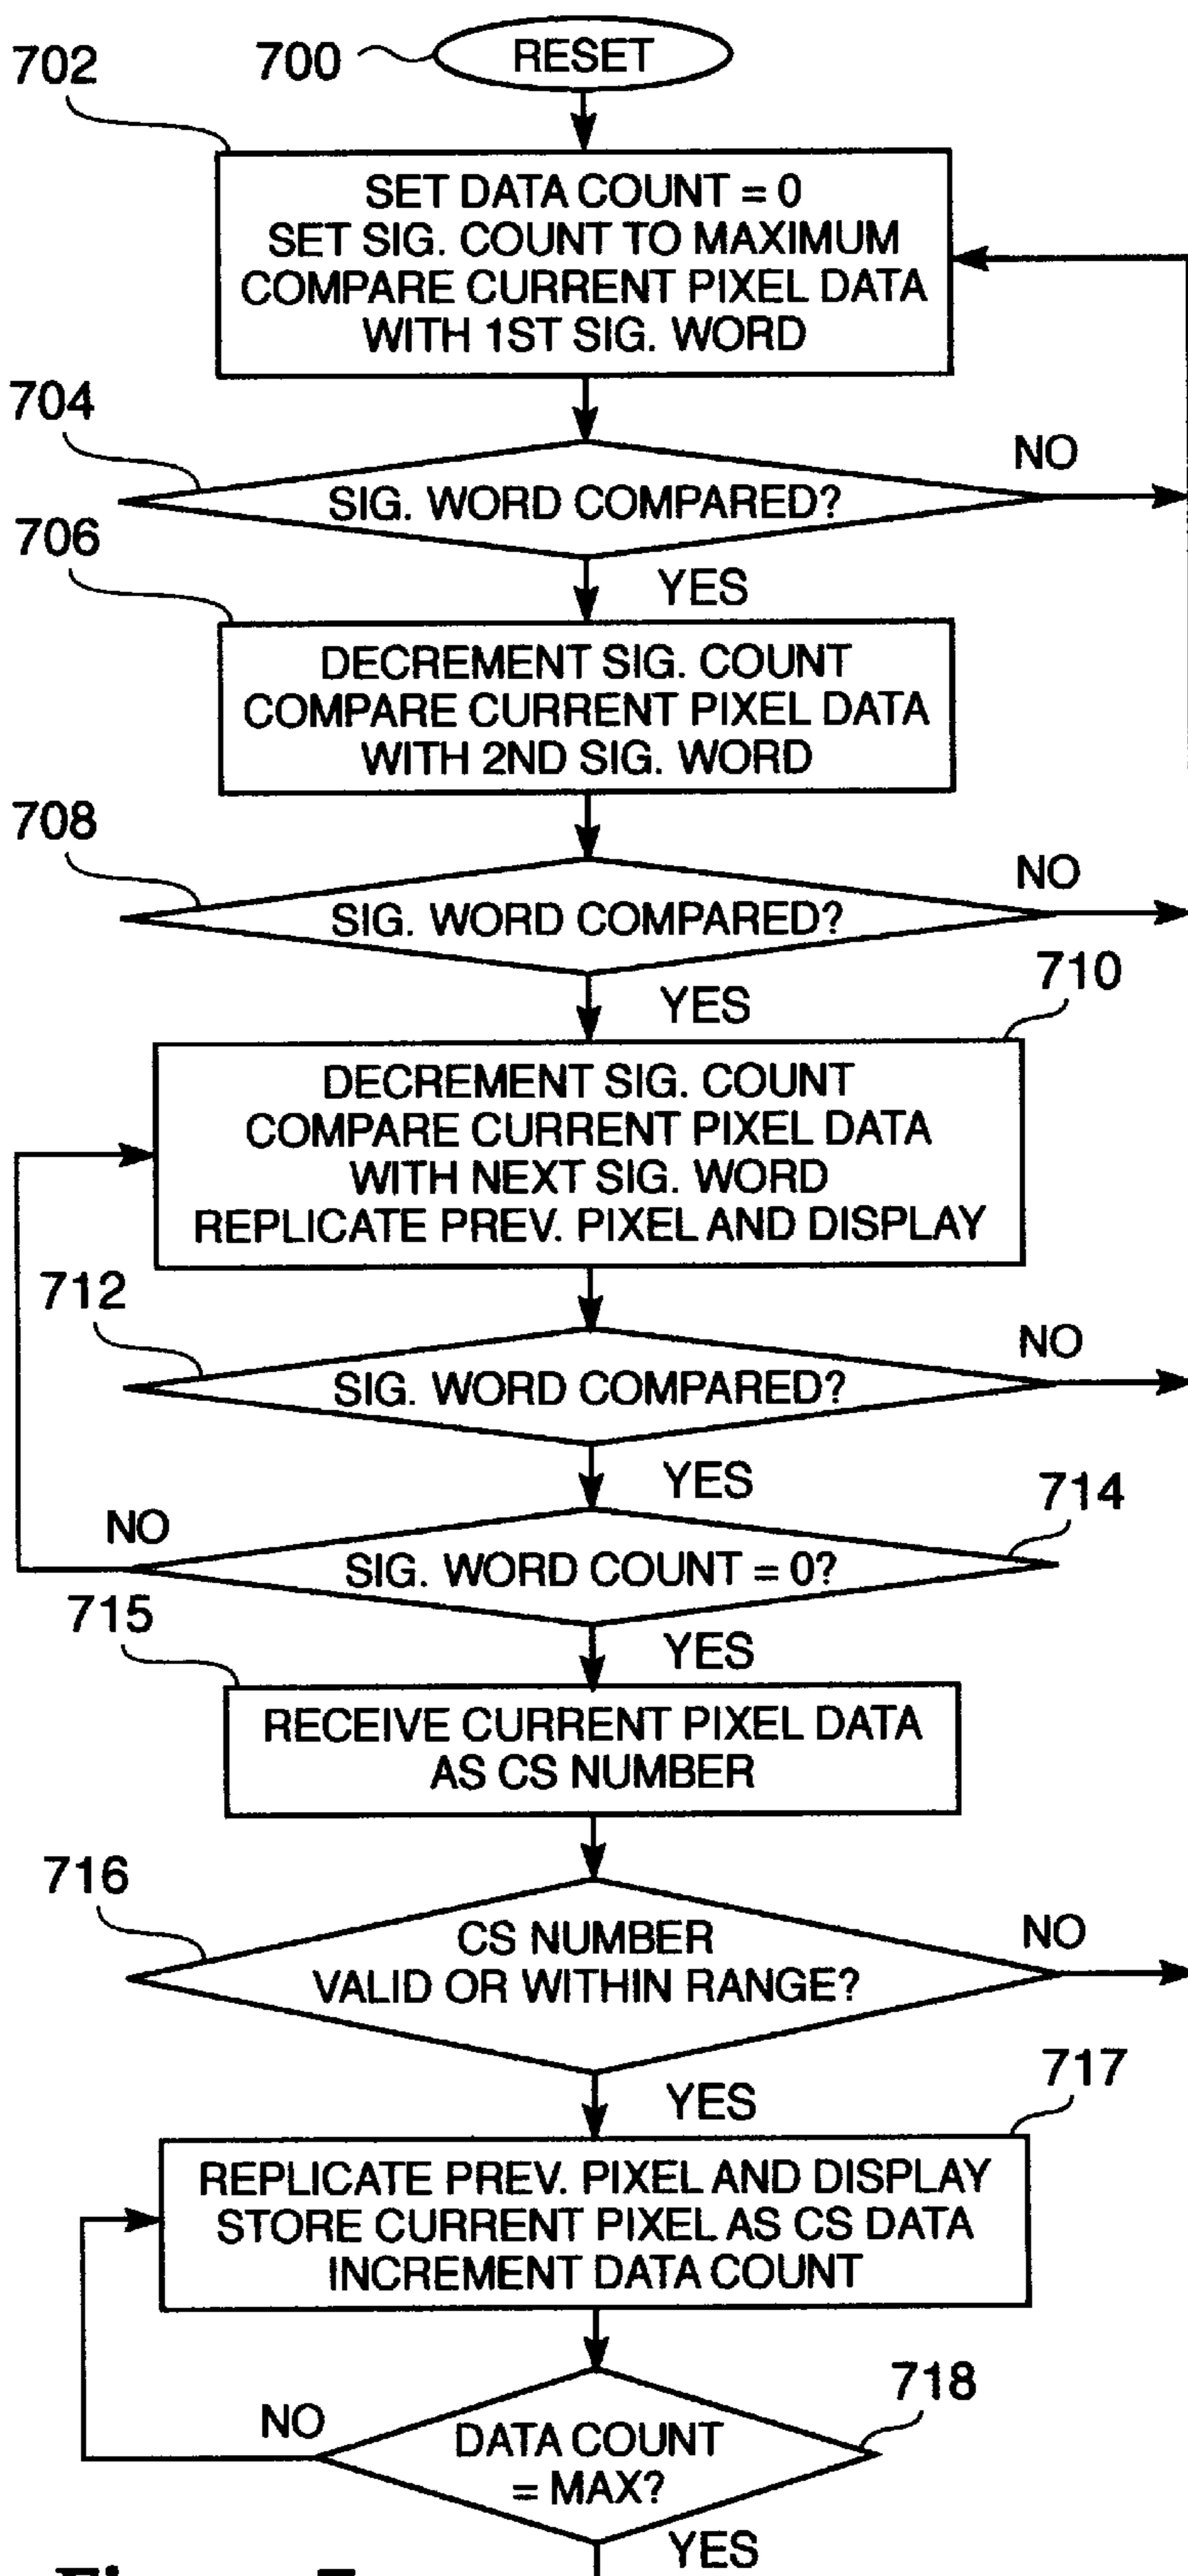 702
700
RESET
SET DATA COUNT = 0
SET SIG. COUNT TO MAXIMUM
COMPARE CURRENT PIXEL DATA
WITH 1ST SIG. WORD
704
NO
SIG. WORD COMPARED?
706
YES
DECREMENT SIG. COUNT
COMPARE CURRENT PIXEL DATA
WITH 2ND SIG. WORD
708
NO
SIG. WORD COMPARED?
710
YES
DECREMENT SIG. COUNT
COMPARE CURRENT PIXEL DATA
WITH NEXT SIG. WORD
REPLICATE PREV. PIXEL AND DISPLAY
712
NO
SIG. WORD COMPARED?
YES
714
NO
SIG. WORD COUNT = 0?
715
YES
RECEIVE CURRENT PIXEL DATA
AS CS NUMBER
716
NO
CS NUMBER
VALID OR WITHIN RANGE?
717
YES
REPLICATE PREV. PIXEL AND DISPLAY
STORE CURRENT PIXEL AS CS DATA
INCREMENT DATA COUNT
718
NO
DATA COUNT
= MAX?
YES